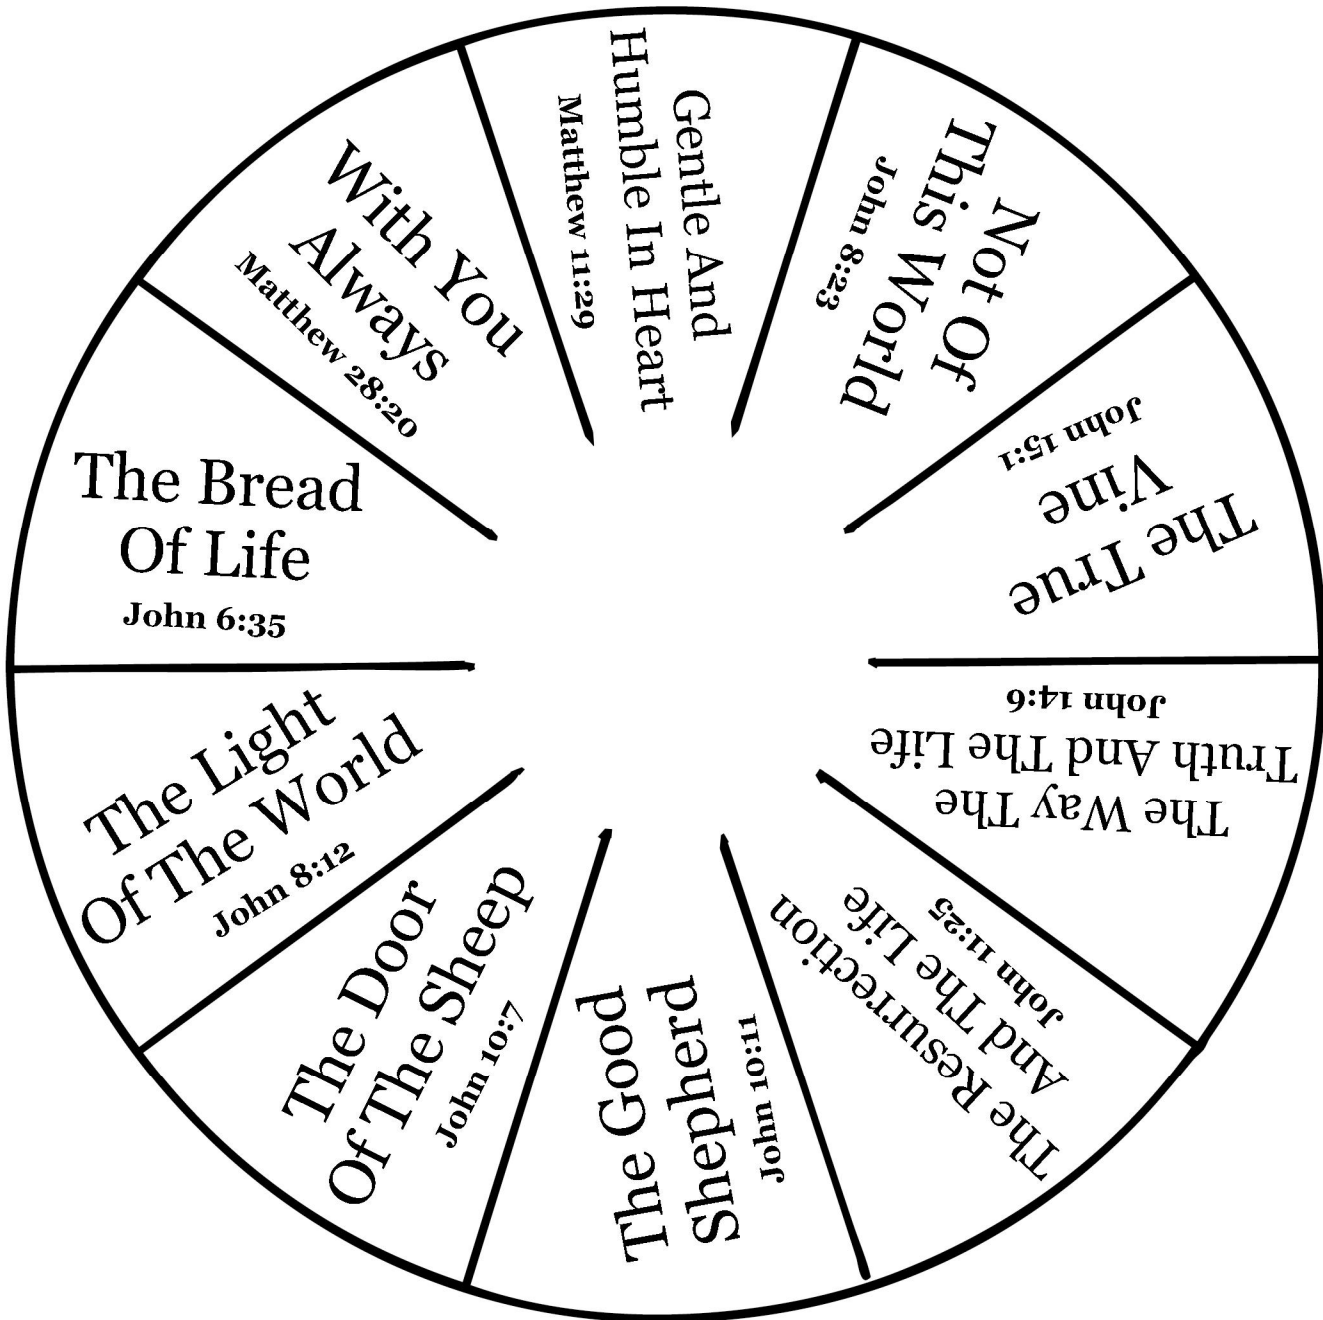 Gentle And
Humble In Heart
Matthew 11:29
Not Of
This World
John 8:23
The True
Vine
John 15:1
The Way The
Truth And The Life
John 14:6
The Resurrection
And The Life
John 11:25
The Good
Shepherd
John 10:11
The Door
Of The Sheep
John 10:7
The Light
Of The World
John 8:12
The Bread
Of Life
John 6:35
With You
Always
Matthew 28:20